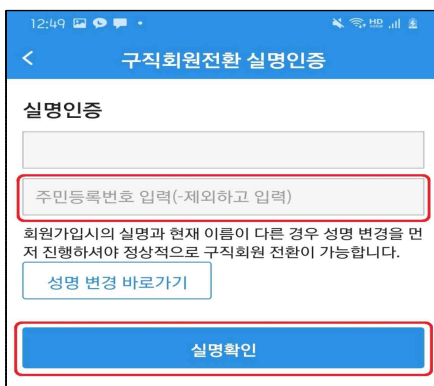 12:49
구직회원전환 실명인증
실명인증
주민등록번호 입력(-제외하고 입력)
회원가입시의 실명과 현재 이름이 다른 경우 성명 변경을 먼
저 진행하셔야 정상적으로 구직회원 전환이 가능합니다.
성명 변경 바로가기
실명확인